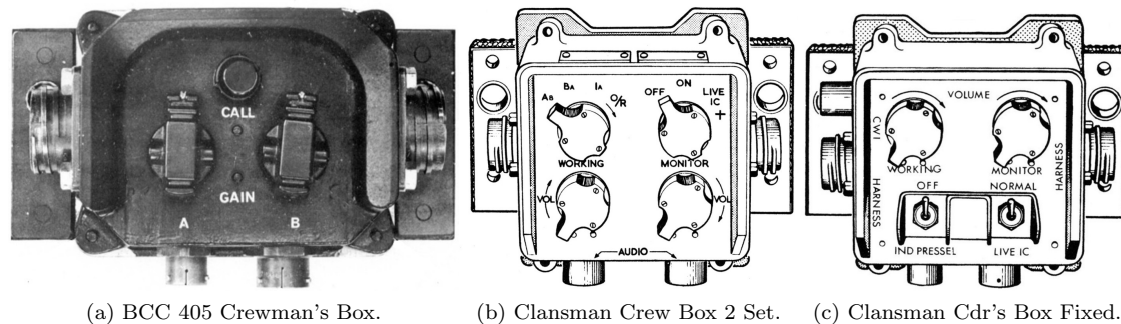 CALL
GAIN
A B
AB BA IA O/R
OFF ON LIVE IC +
WORKING MONITOR
VOL VOL
AUDIO
VOLUME
CWI
WORKING MONITOR
HARNESS
HARNESS
OFF NORMAL
IND PRESSEL LIVE IC
(a) BCC 405 Crewman's Box.
(b) Clansman Crew Box 2 Set.
(c) Clansman Cdr's Box Fixed.